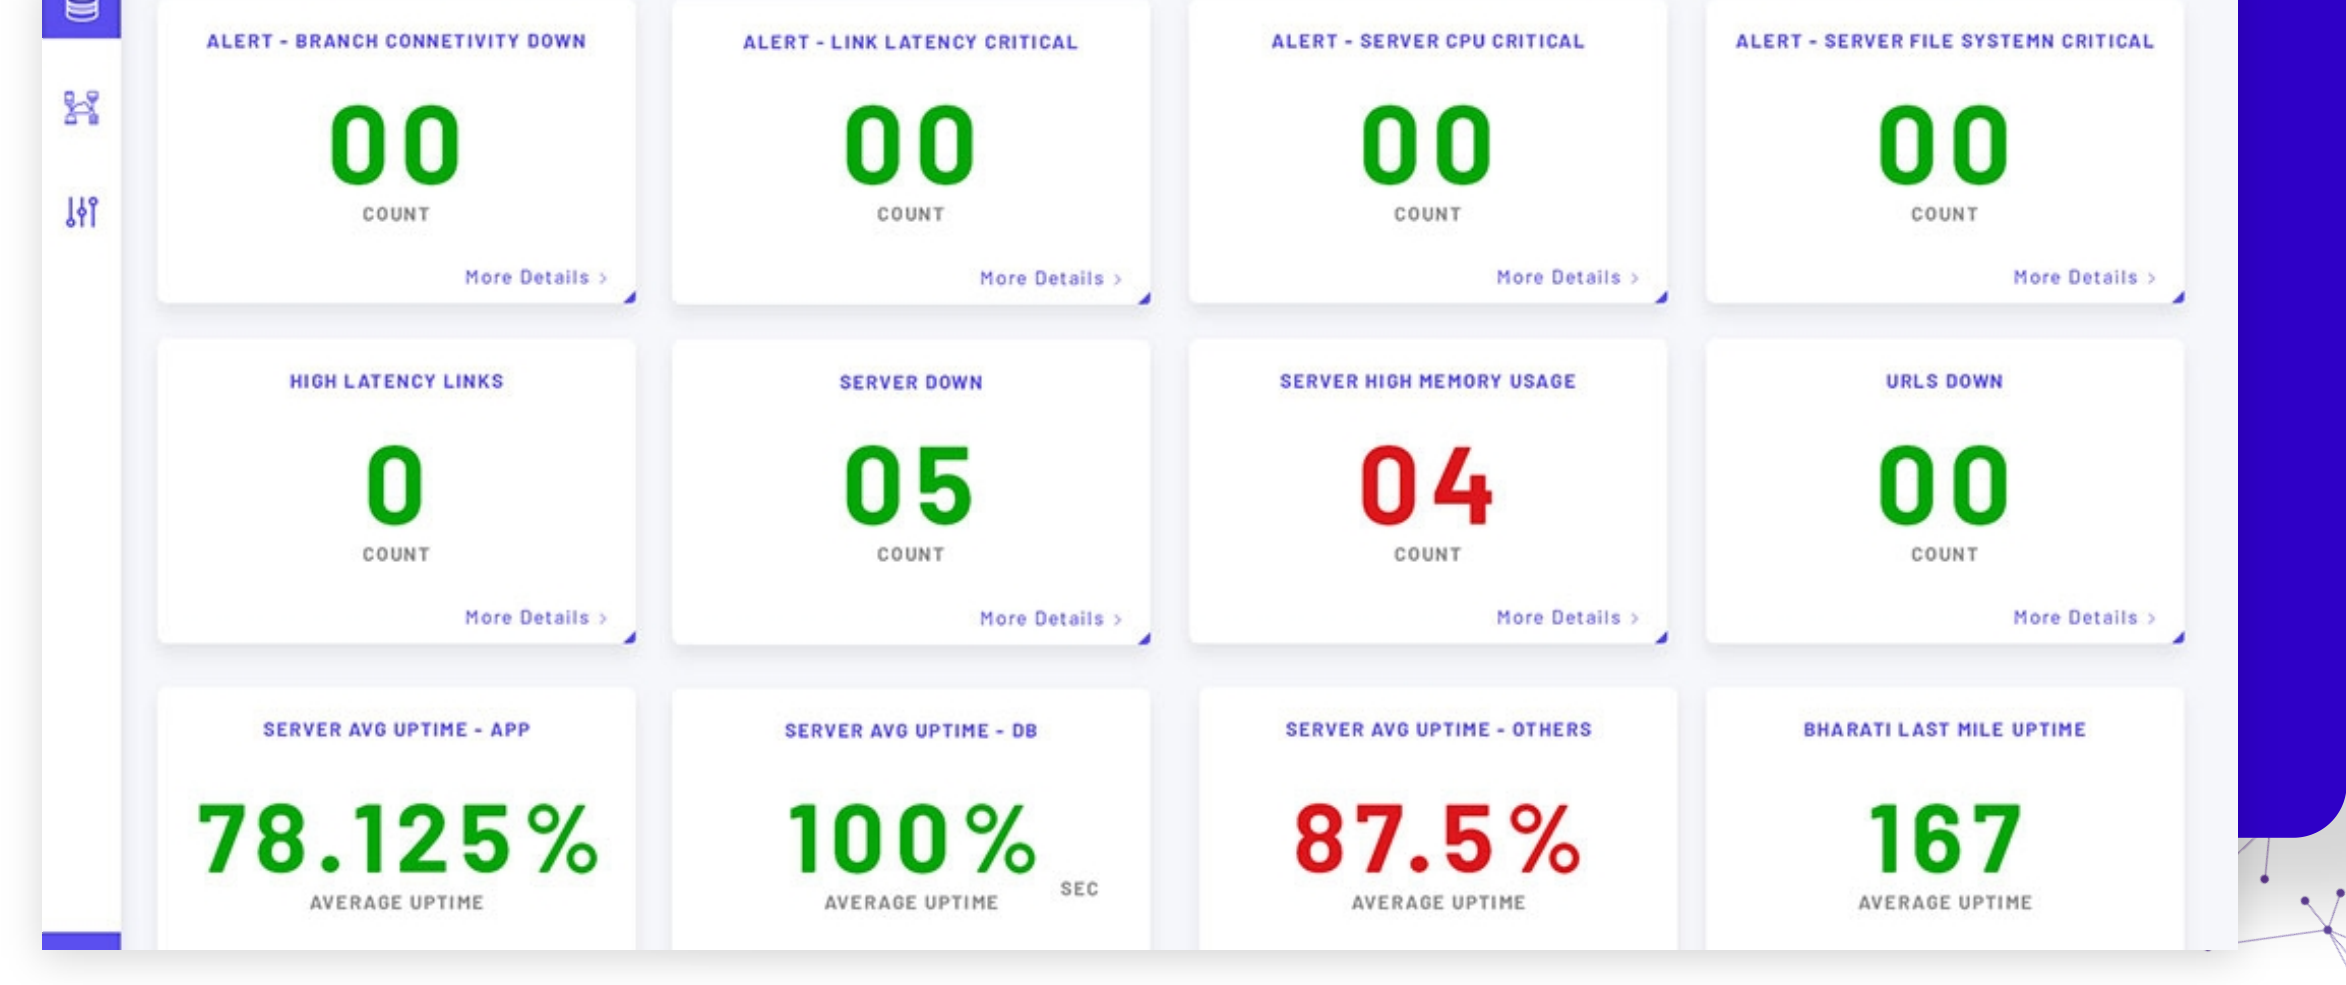 ALERT - BRANCH CONNETIVITY DOWN
00
COUNT
More Details >
ALERT - LINK LATENCY CRITICAL
00
COUNT
More Details >
ALERT - SERVER CPU CRITICAL
00
COUNT
More Details >
ALERT - SERVER FILE SYSTEMN CRITICAL
00
COUNT
More Details >
HIGH LATENCY LINKS
0
COUNT
More Details >
SERVER DOWN
05
COUNT
More Details >
SERVER HIGH MEMORY USAGE
04
COUNT
More Details >
URLS DOWN
00
COUNT
More Details >
SERVER AVG UPTIME - APP
78.125%
AVERAGE UPTIME
SERVER AVG UPTIME - DB
100%
SEC
AVERAGE UPTIME
SERVER AVG UPTIME - OTHERS
87.5%
AVERAGE UPTIME
BHARATI LAST MILE UPTIME
167
AVERAGE UPTIME